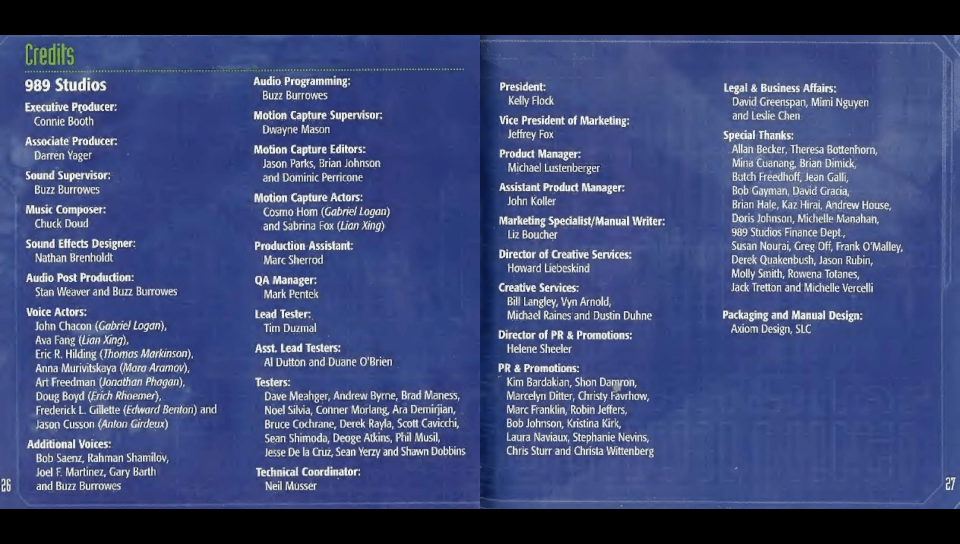 Credits
989 Studios
Executive Producer:
Connie Booth
Associate Producer:
Darren Yager
Sound Supervisor:
Buzz Burrowes
Music Composer:
Chuck Doud
Sound Effects Designer:
Nathan Brenholdt
Audio Post Production:
Stan Weaver and Buzz Burrowes
Voice Actors:
John Chacon (Gabriel Logan),
Ava Fang (Lian Xing),
Eric R. Hilding (Thomas Markinson),
Anna Murivitskaya (Mara Aramov),
Art Freedman (Jonathan Phagan),
Doug Boyd (Erich Rhoemer),
Frederick L. Gillette (Edward Benton) and
Jason Cusson (Anton Girdeux)
Additional Voices:
Bob Saenz, Rahman Shamilov,
Joel F. Martinez, Gary Barth
and Buzz Burrowes
26
Audio Programming:
Buzz Burrowes
Motion Capture Supervisor:
Dwayne Mason
Motion Capture Editors:
Jason Parks, Brian Johnson
and Dominic Perricone
Motion Capture Actors:
Cosmo Hom (Gabriel Logan)
and Sabrina Fox (Lian Xing)
Production Assistant:
Marc Sherrod
QA Manager:
Mark Pentek
Lead Tester:
Tim Duzmal
Asst. Lead Testers:
Al Dutton and Duane O'Brien
Testers:
Dave Meahger, Andrew Byrne, Brad Maness,
Noel Silvia, Conner Morlang, Ara Demirjian,
Bruce Cochrane, Derek Rayla, Scott Cavicchi,
Sean Shimoda, Deoge Atkins, Phil Musil,
Jesse De la Cruz, Sean Yerzy and Shawn Dobbins
Technical Coordinator:
Neil Musser
President:
Kelly Flock
Vice President of Marketing:
Jeffrey Fox
Product Manager:
Michael Lustenberger
Assistant Product Manager:
John Koller
Marketing Specialist/Manual Writer:
Liz Boucher
Director of Creative Services:
Howard Liebeskind
Creative Services:
Bill Langley, Vyn Arnold,
Michael Raines and Dustin Duhne
Director of PR & Promotions:
Helene Sheeler
PR & Promotions:
Kim Bardakian, Shon Damron,
Marcelyn Ditter, Christy Favrhow,
Marc Franklin, Robin Jeffers,
Bob Johnson, Kristina Kirk,
Laura Naviaux, Stephanie Nevins,
Chris Sturr and Christa Wittenberg
Legal & Business Affairs:
David Greenspan, Mimi Nguyen
and Leslie Chen
Special Thanks:
Allan Becker, Theresa Bottenhorn,
Mina Cuanang, Brian Dimick,
Butch Freedhoff, Jean Galli,
Bob Gayman, David Gracia,
Brian Hale, Kaz Hirai, Andrew House,
Doris Johnson, Michelle Manahan,
989 Studios Finance Dept.,
Susan Nourai, Greg Off, Frank O'Malley,
Derek Quakenbush, Jason Rubin,
Molly Smith, Rowena Totanes,
Jack Tretton and Michelle Vercelli
Packaging and Manual Design:
Axiom Design, SLC
27